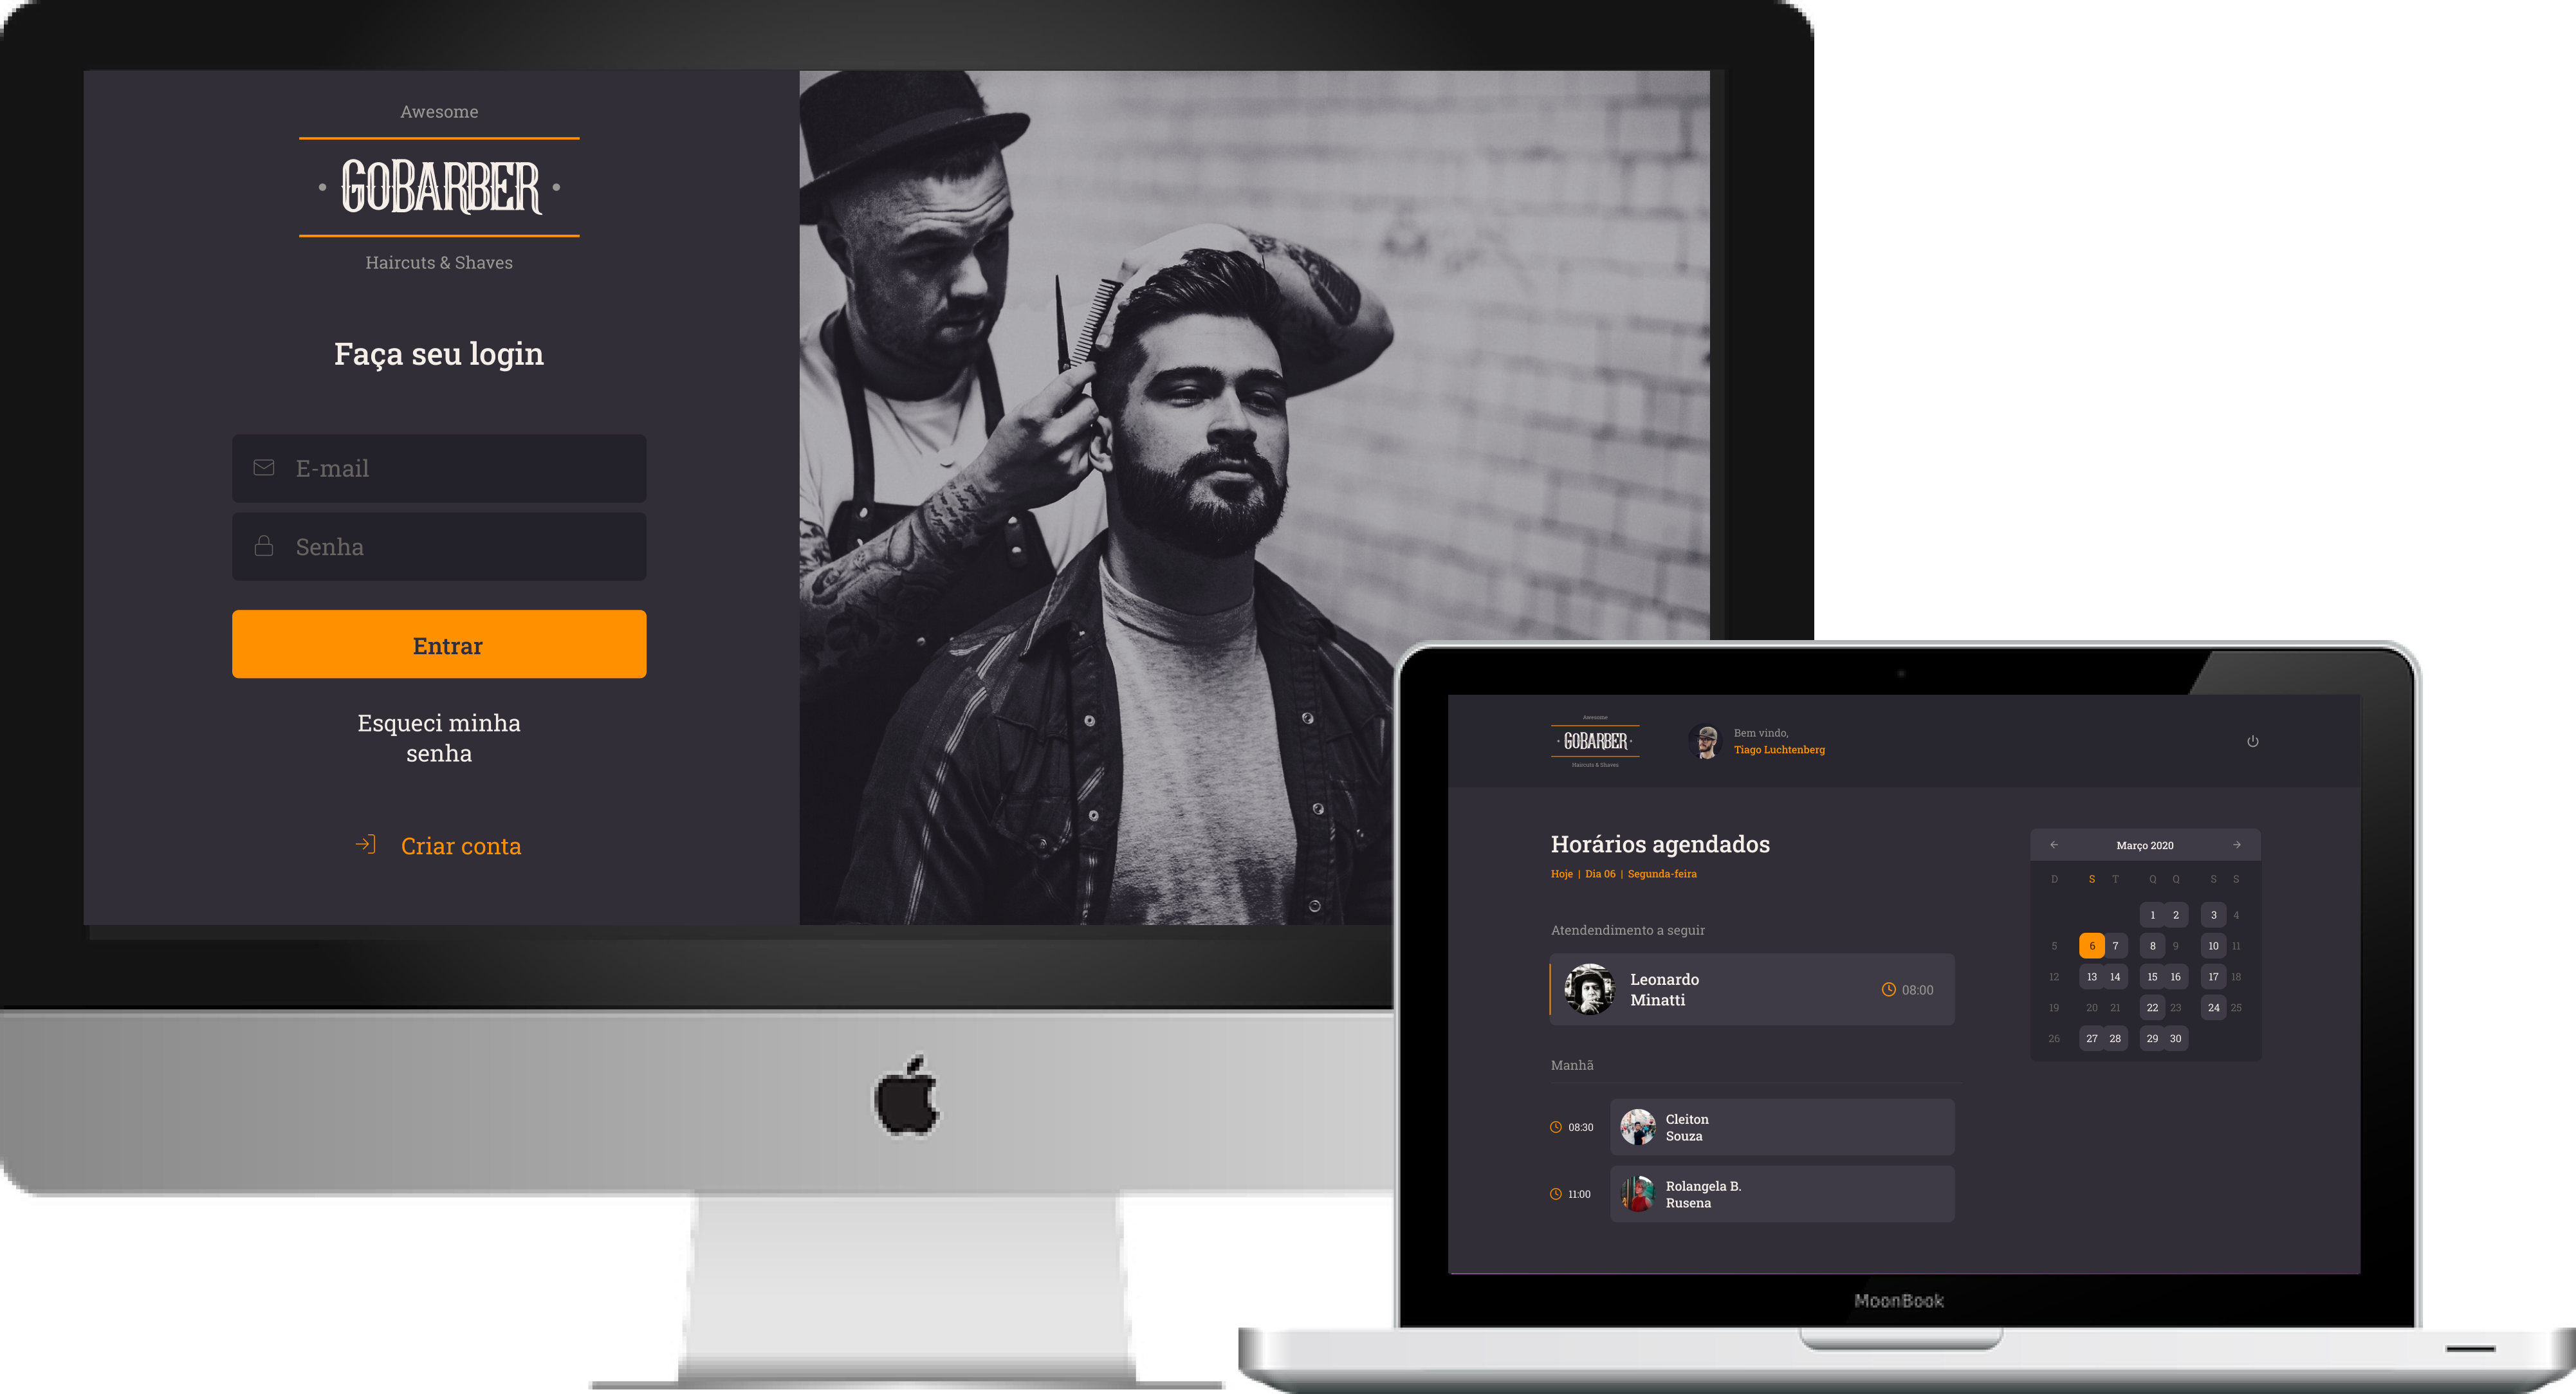 Awesome
GOBARBER
Haircuts & Shaves
Faça seu login
E-mail
Senha
Entrar
Esqueci minha
senha
Criar conta
Awesome
GOBARBER
Haircuts & Shaves
Bem vindo,
Tiago Luchtenberg
Horários agendados
Hoje | Dia 06 | Segunda-feira
Atendendimento a seguir
Leonardo
Minatti
08:00
Manhã
08:30
Cleiton
Souza
11:00
Rolangela B.
Rusena
Março 2020
D S T Q Q S S
1 2 3 4
5 6 7 8 9 10 11
12 13 14 15 16 17 18
19 20 21 22 23 24 25
26 27 28 29 30
MoonBook